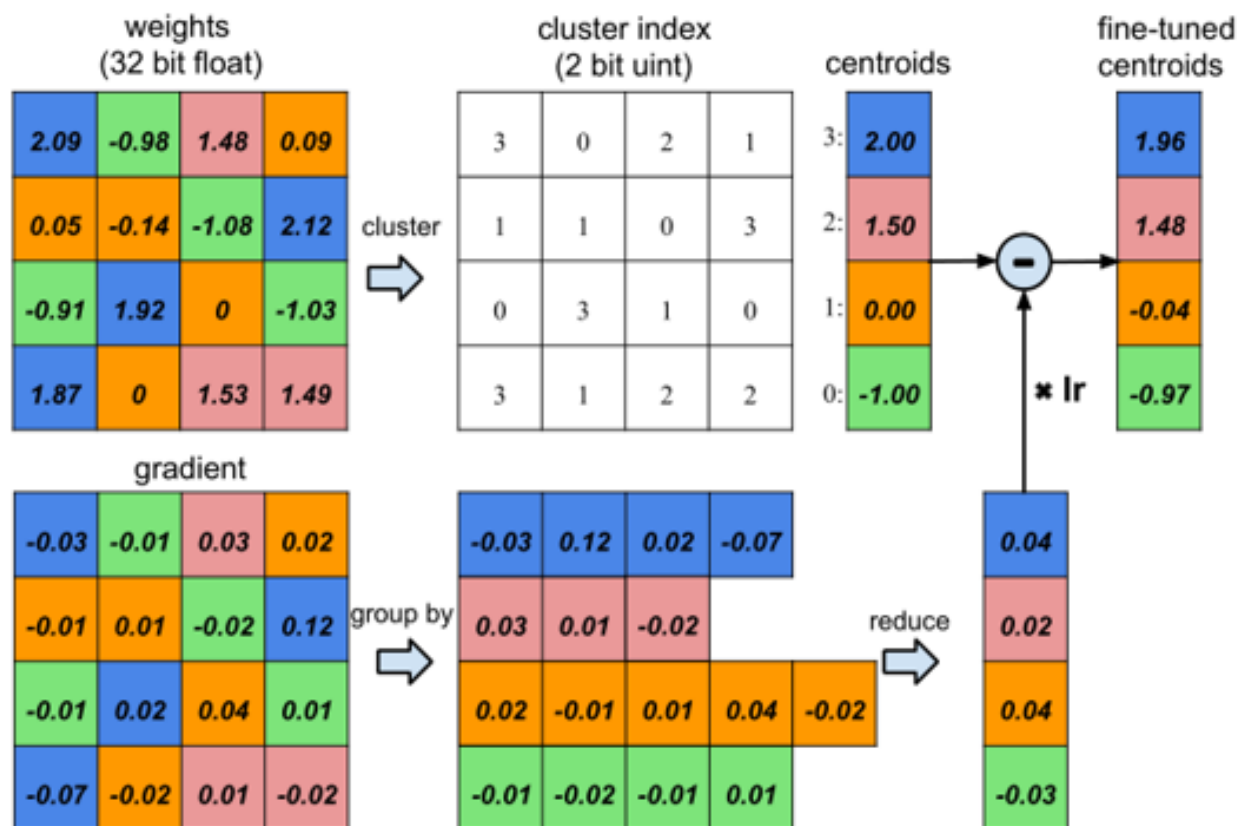 weights
(32 bit float)
cluster index
(2 bit uint)
centroids
fine-tuned
centroids
2.09 -0.98 1.48 0.09
3 0 2 1
3: 2.00
1.96
0.05 -0.14 -1.08 2.12
cluster
1 1 0 3
2: 1.50
1.48
-
-0.91 1.92 0 -1.03
0 3 1 0
1: 0.00
-0.04
1.87 0 1.53 1.49
3 1 2 2
0: -1.00
× lr
-0.97
gradient
-0.03 -0.01 0.03 0.02
-0.03 0.12 0.02 -0.07
0.04
-0.01 0.01 -0.02 0.12
group by
0.03 0.01 -0.02
reduce
0.02
-0.01 0.02 0.04 0.01
0.02 -0.01 0.01 0.04 -0.02
0.04
-0.07 -0.02 0.01 -0.02
-0.01 -0.02 -0.01 0.01
-0.03